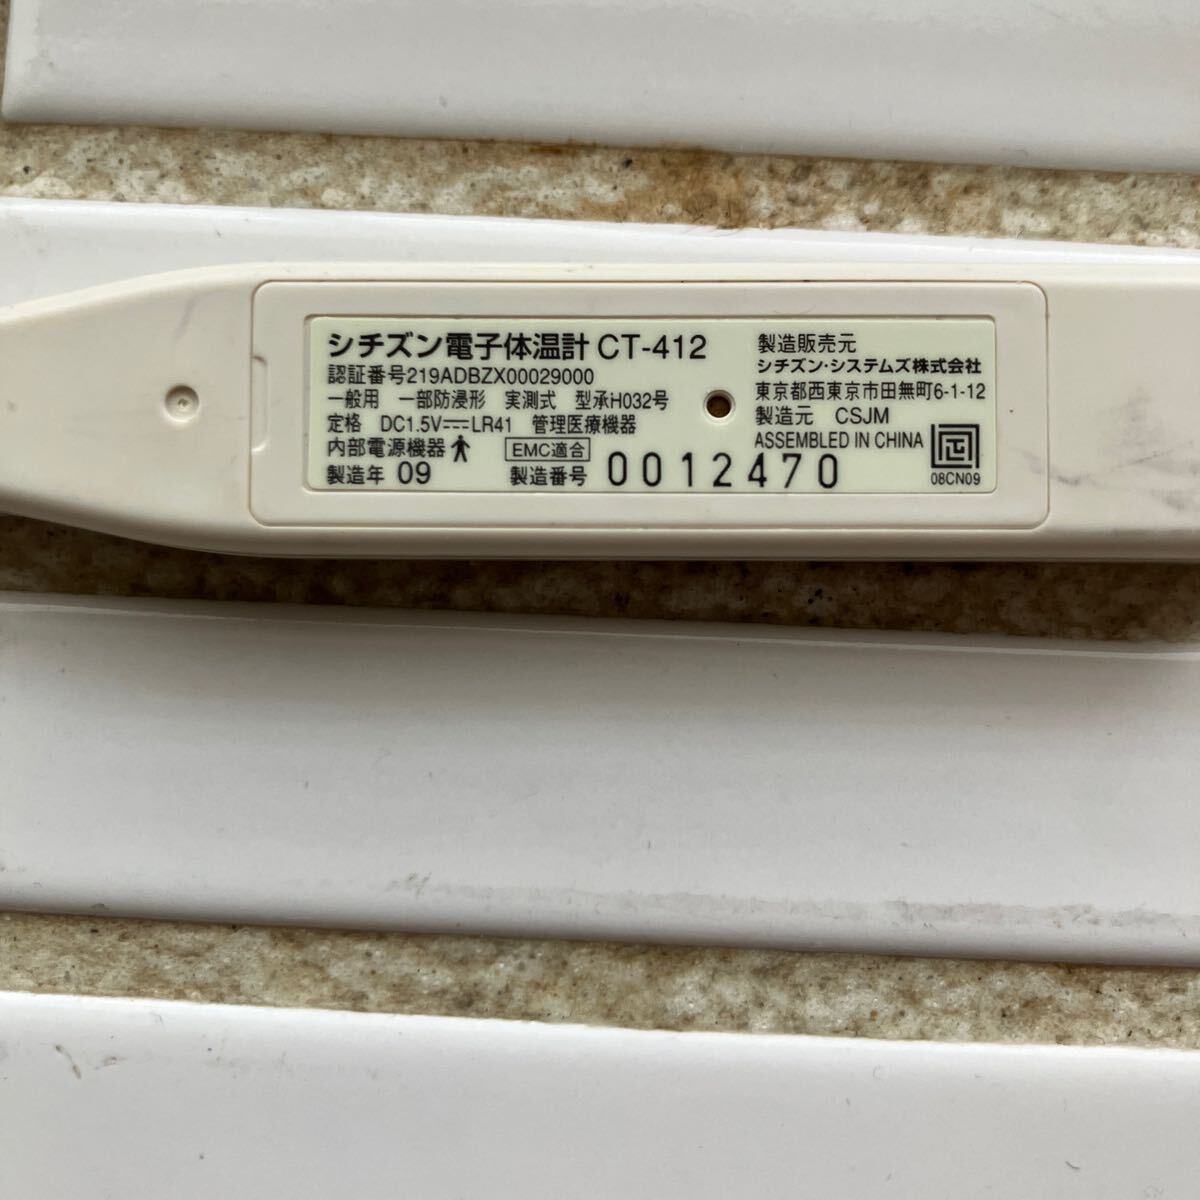 シチズン電子体温計 CT-412
認証番号219ADBZX00029000
一般用 一部防浸形 実測式 型承H032号
定格 DC1.5V LR41 管理医療機器
内部電源機器 EMC適合
製造年 09 製造番号 0012470
製造販売元
シチズン・システムズ株式会社
東京都西東京市田無町6-1-12
製造元 CSJM
ASSEMBLED IN CHINA
正
08CN09